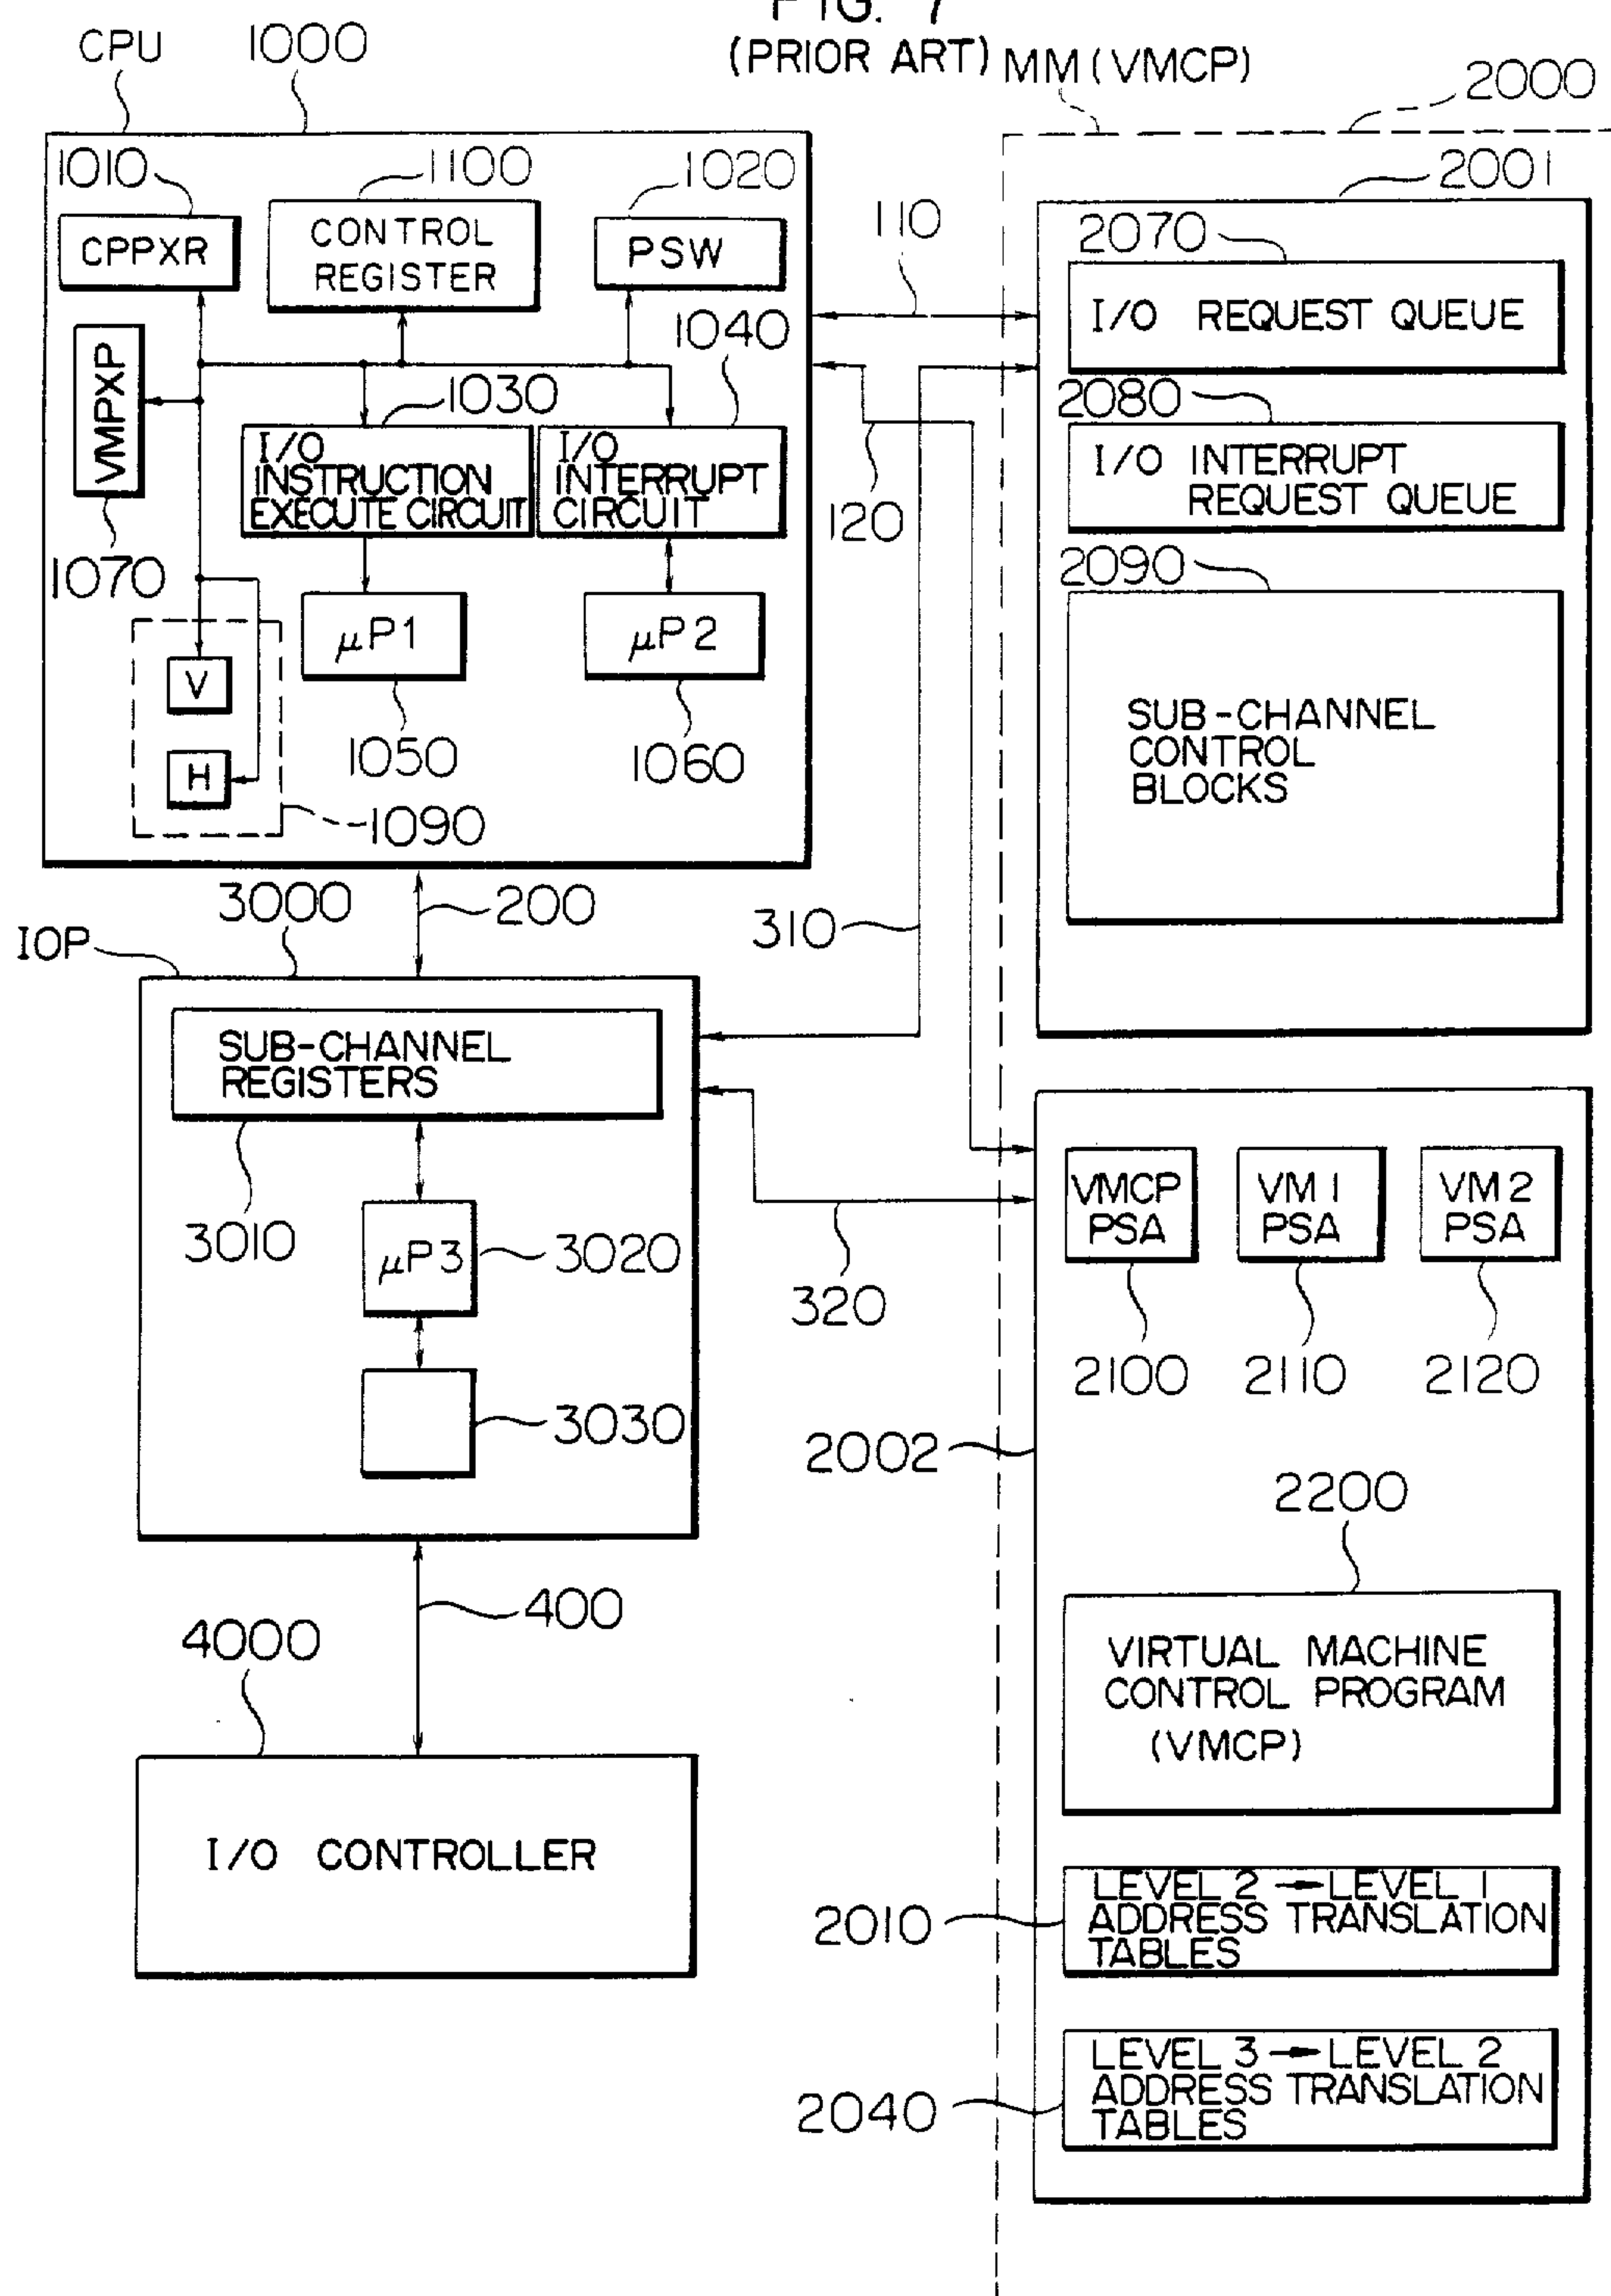 FIG. 7
(PRIOR ART)
CPU
1000
MM (VMCP)
2000
1010
1100
1020
2001
CPPXR
CONTROL
REGISTER
PSW
110
2070
I/O REQUEST QUEUE
VMPXP
1040
1030
2080
I/O
INSTRUCTION
EXECUTE CIRCUIT
I/O
INTERRUPT
CIRCUIT
120
I/O INTERRUPT
REQUEST QUEUE
1070
2090
μP1
μP2
V
1050
1060
SUB-CHANNEL
CONTROL
BLOCKS
H
1090
3000
200
310
IOP
SUB-CHANNEL
REGISTERS
VMCP
PSA
VM1
PSA
VM2
PSA
3010
μP3
3020
320
2100
2110
2120
3030
2002
2200
400
4000
VIRTUAL MACHINE
CONTROL PROGRAM
(VMCP)
I/O CONTROLLER
2010
LEVEL 2 → LEVEL 1
ADDRESS TRANSLATION
TABLES
2040
LEVEL 3 → LEVEL 2
ADDRESS TRANSLATION
TABLES